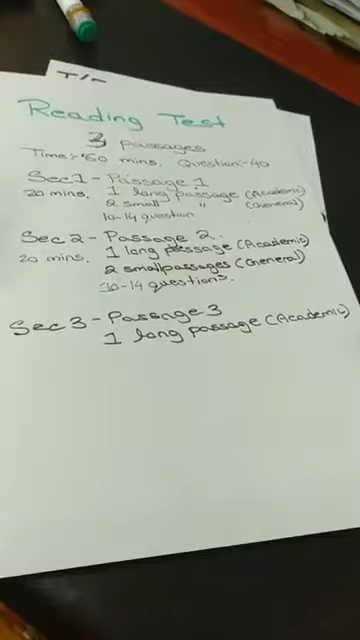 Reading Test
3 passages
Time:- 60 mins. Question:- 40
Sec 1 - Passage 1
20 mins. 1 long passage (Academic)
2 small " (General)
10-14 question
Sec 2 - Passage 2.
20 mins. 1 long passage (Academic)
2 small passages (General)
10-14 questions.
Sec 3 - Passage 3
1 long passage (Academic)